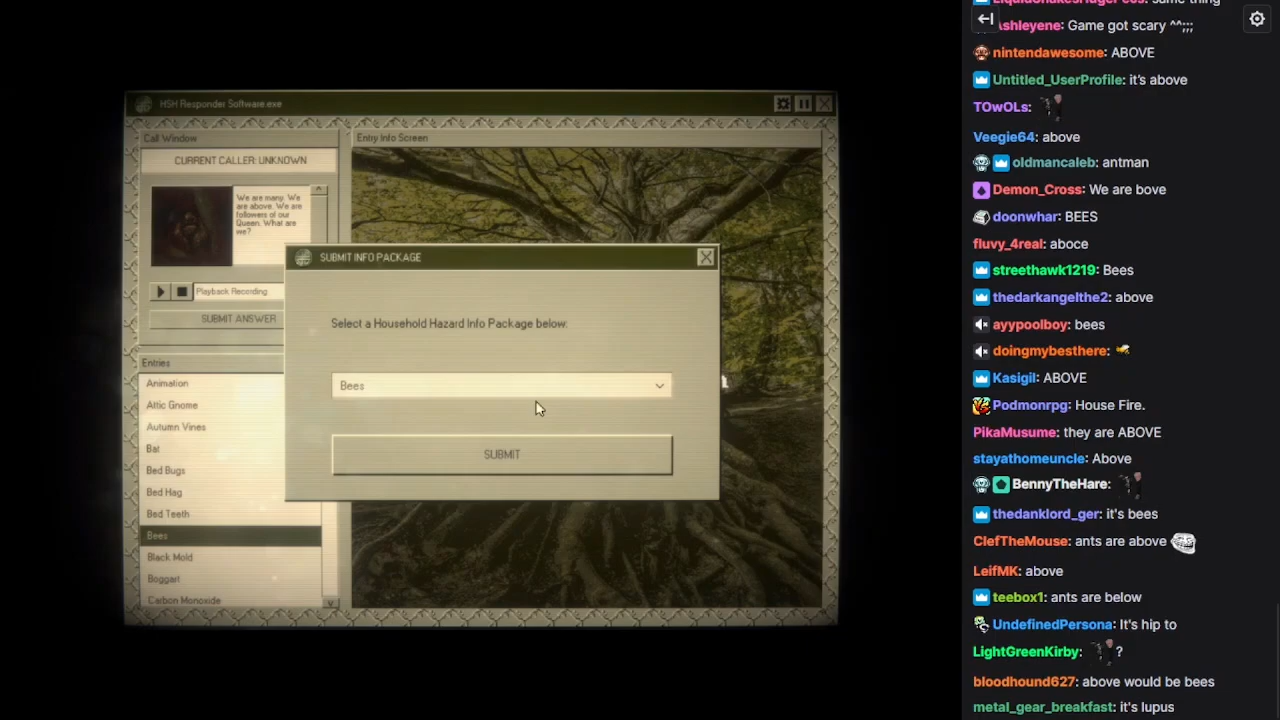 HSH Responder Software.exe
Call Window
CURRENT CALLER: UNKNOWN
We are many. We
are above. We are
followers of our
Queen. What are
we?
Playback Recording
SUBMIT ANSWER
Entries
Animation
Attic Gnome
Autumn Vines
Bat
Bed Bugs
Bed Hag
Bed Teeth
Bees
Black Mold
Boggart
Carbon Monoxide
Entry Info Screen
SUBMIT INFO PACKAGE
Select a Household Hazard Info Package below:
Bees
SUBMIT
same thing
Ashleyene: Game got scary ^^;;;
nintendawesome: ABOVE
Untitled_UserProfile: it's above
TOwOLs:
Veegie64: above
oldmancaleb: antman
Demon_Cross: We are bove
doonwhar: BEES
fluvy_4real: aboce
streethawk1219: Bees
thedarkangelthe2: above
ayypoolboy: bees
doingmybesthere:
Kasigil: ABOVE
Podmonrpg: House Fire.
PikaMusume: they are ABOVE
stayathomeuncle: Above
BennyTheHare:
thedanklord_ger: it's bees
ClefTheMouse: ants are above
LeifMK: above
teebox1: ants are below
UndefinedPersona: It's hip to
LightGreenKirby: ?
bloodhound627: above would be bees
metal_gear_breakfast: it's lupus